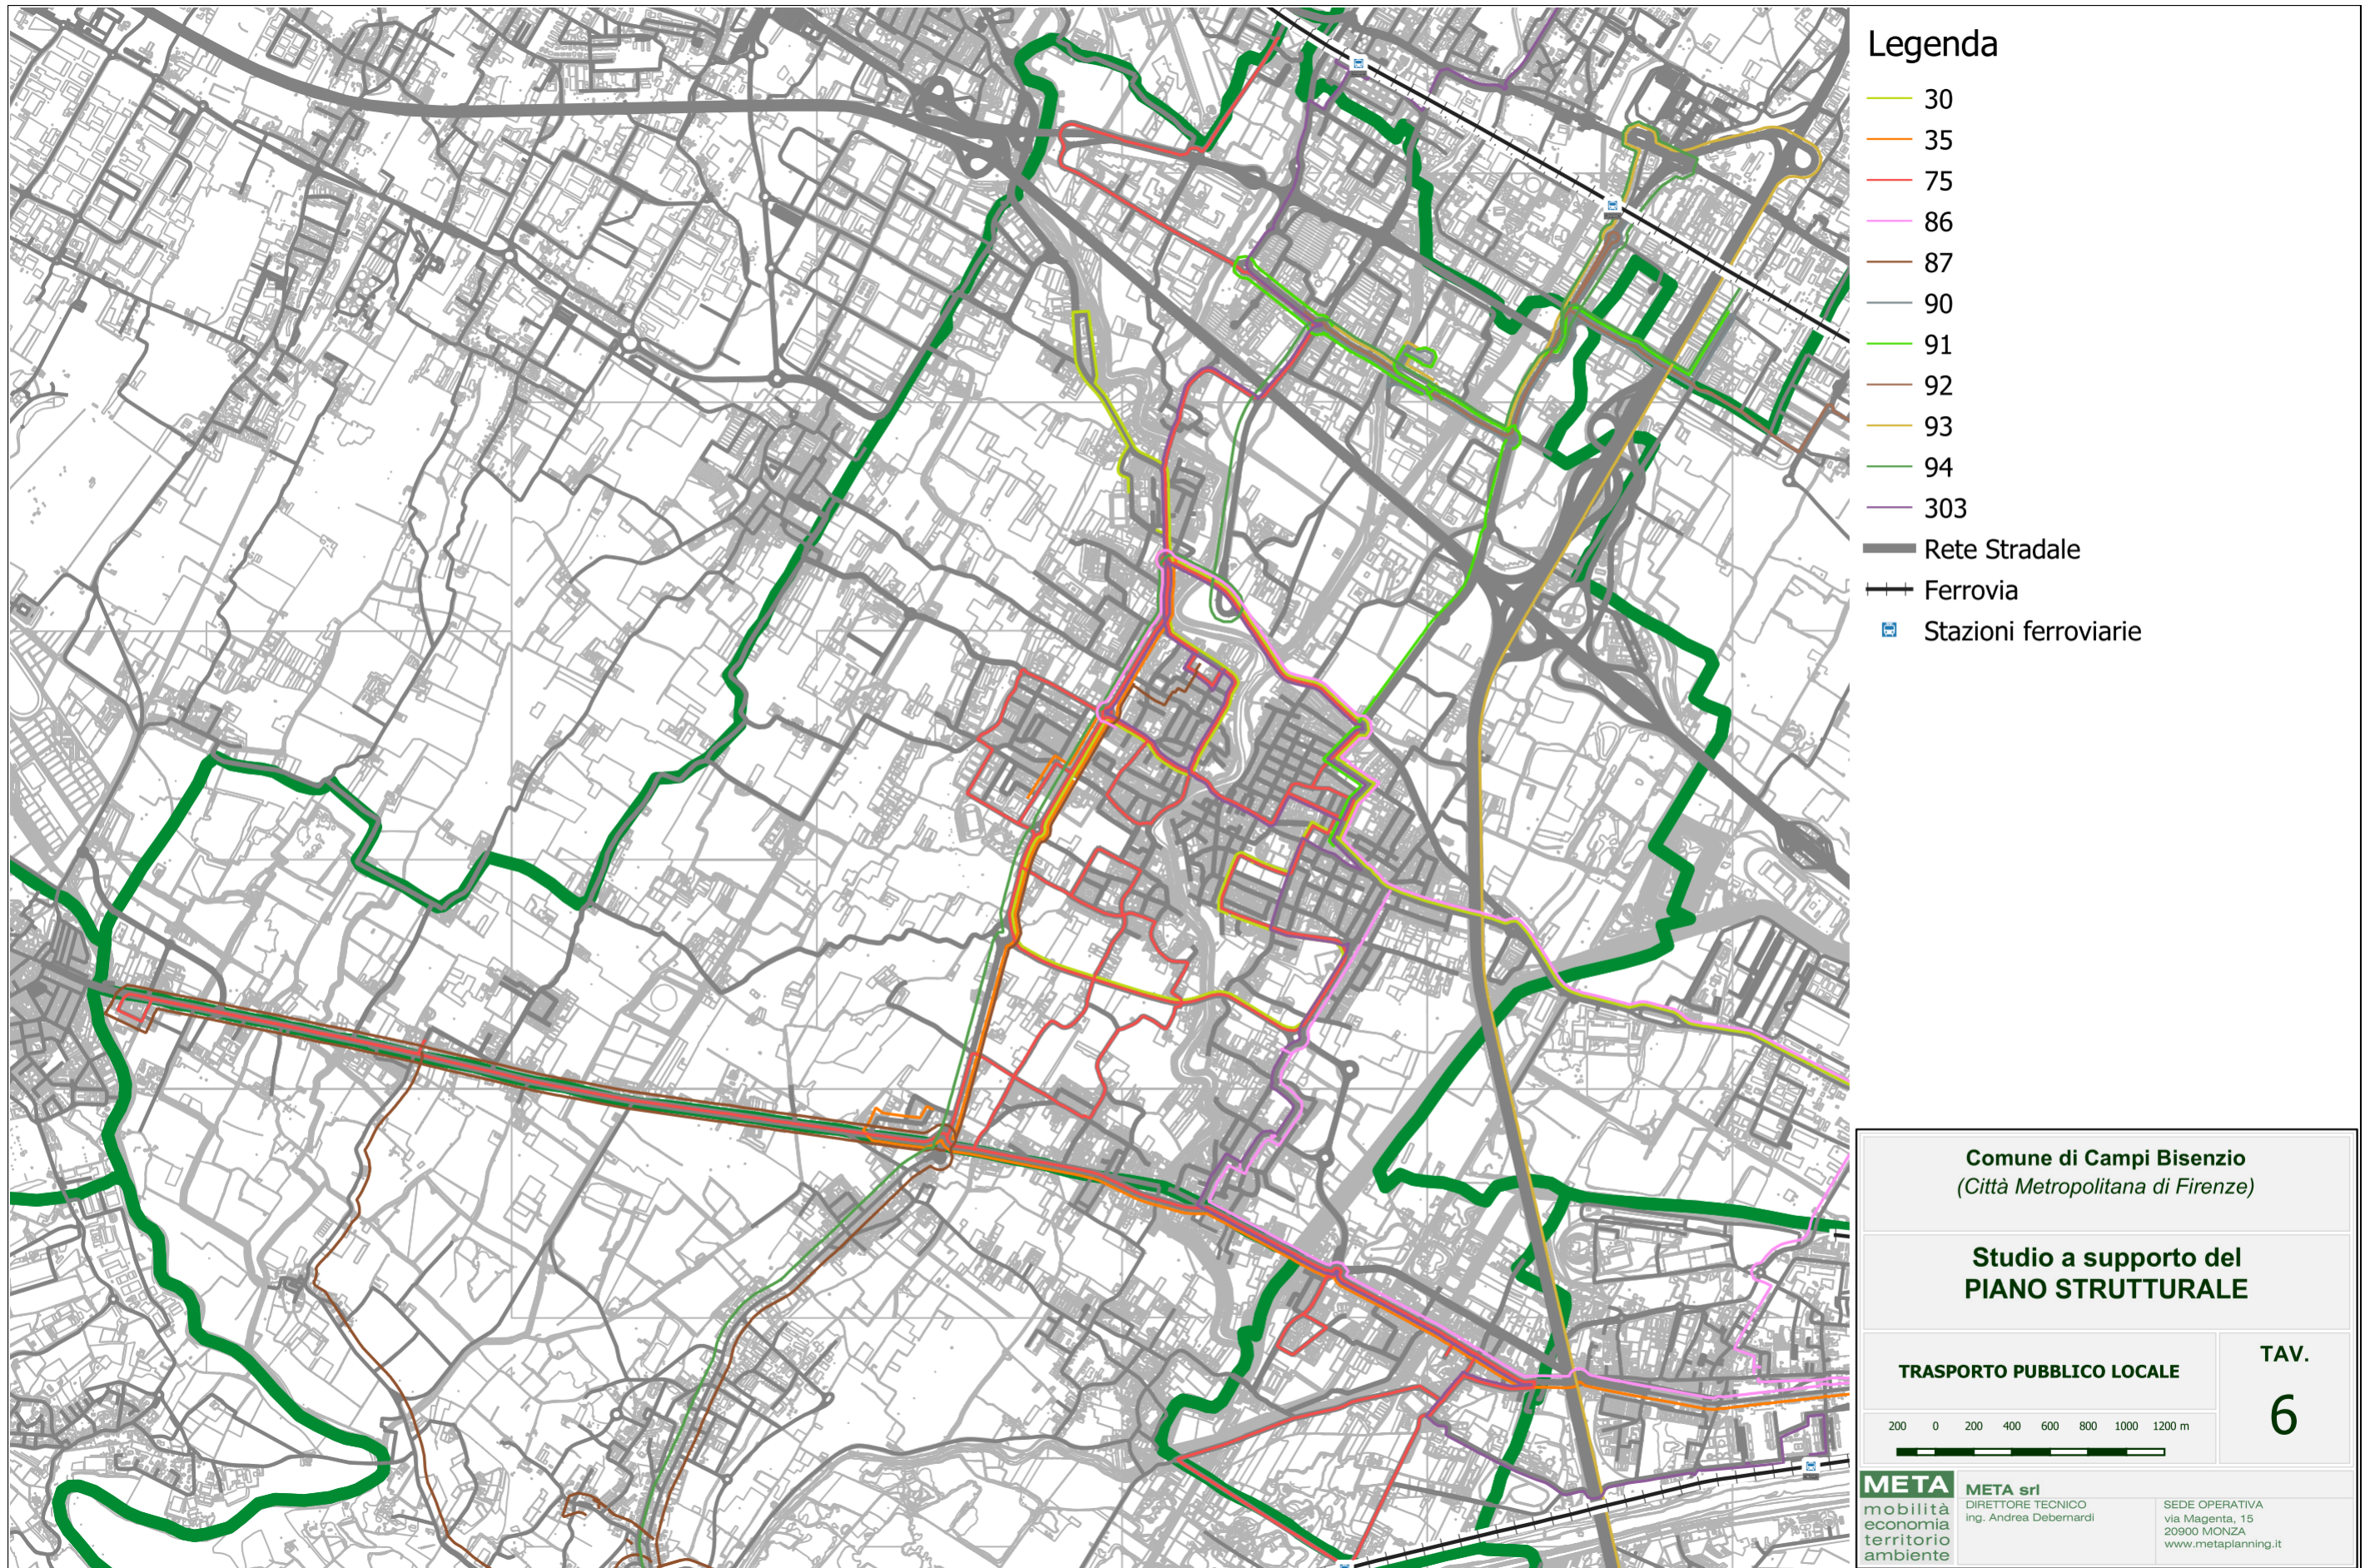 Legenda
30
35
75
86
87
90
91
92
93
94
303
Rete Stradale
Ferrovia
Stazioni ferroviarie
Comune di Campi Bisenzio
(Città Metropolitana di Firenze)
Studio a supporto del
PIANO STRUTTURALE
TRASPORTO PUBBLICO LOCALE
TAV.
6
200 0 200 400 600 800 1000 1200 m
META
mobilità
economia
territorio
ambiente
META srl
DIRETTORE TECNICO
ing. Andrea Debernardi
SEDE OPERATIVA
via Magenta, 15
20900 MONZA
www.metaplanning.it